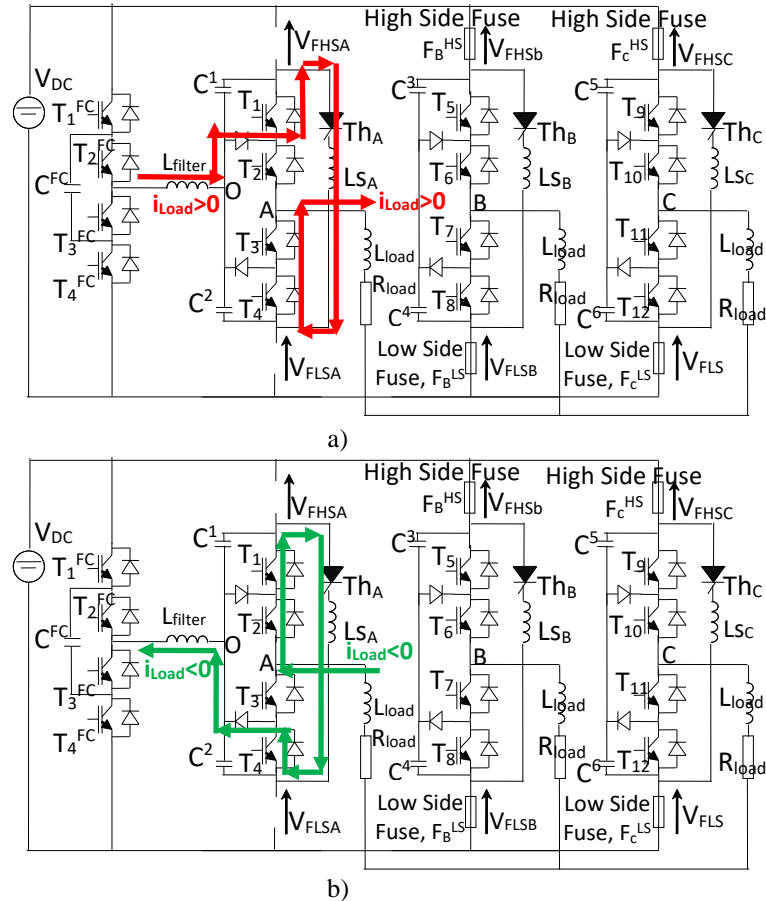 High Side Fuse High Side Fuse
V_FHSA F_B^HS V_FHSb F_c^HS V_FHSC
V_DC C^1 C^3 C^5
T_1^FC T_1 T_5 T_9
Th_A Th_B Th_C
T_2^FC L_filter T_2 T_6 T_10
C^FC O Ls_A Ls_B Ls_C
i_Load>0 A i_Load>0 B C
T_3^FC T_3 T_7 T_11
L_load L_load L_load
T_4^FC C^2 T_4 R_load C^4 T_8 R_load C^6 T_12 R_load
V_FLSA Low Side Fuse, F_B^LS V_FLSB Low Side Fuse, F_c^LS V_FLS
a)
High Side Fuse High Side Fuse
V_FHSA F_B^HS V_FHSb F_c^HS V_FHSC
V_DC C^1 C^3 C^5
T_1^FC T_1 T_5 T_9
Th_A Th_B Th_C
T_2^FC L_filter T_2 T_6 T_10
C^FC O Ls_A Ls_B Ls_C
i_Load<0 A i_Load<0 B C
T_3^FC T_3 T_7 T_11
L_load L_load L_load
T_4^FC C^2 T_4 R_load C^4 T_8 R_load C^6 T_12 R_load
V_FLSA Low Side Fuse, F_B^LS V_FLSB Low Side Fuse, F_c^LS V_FLS
b)